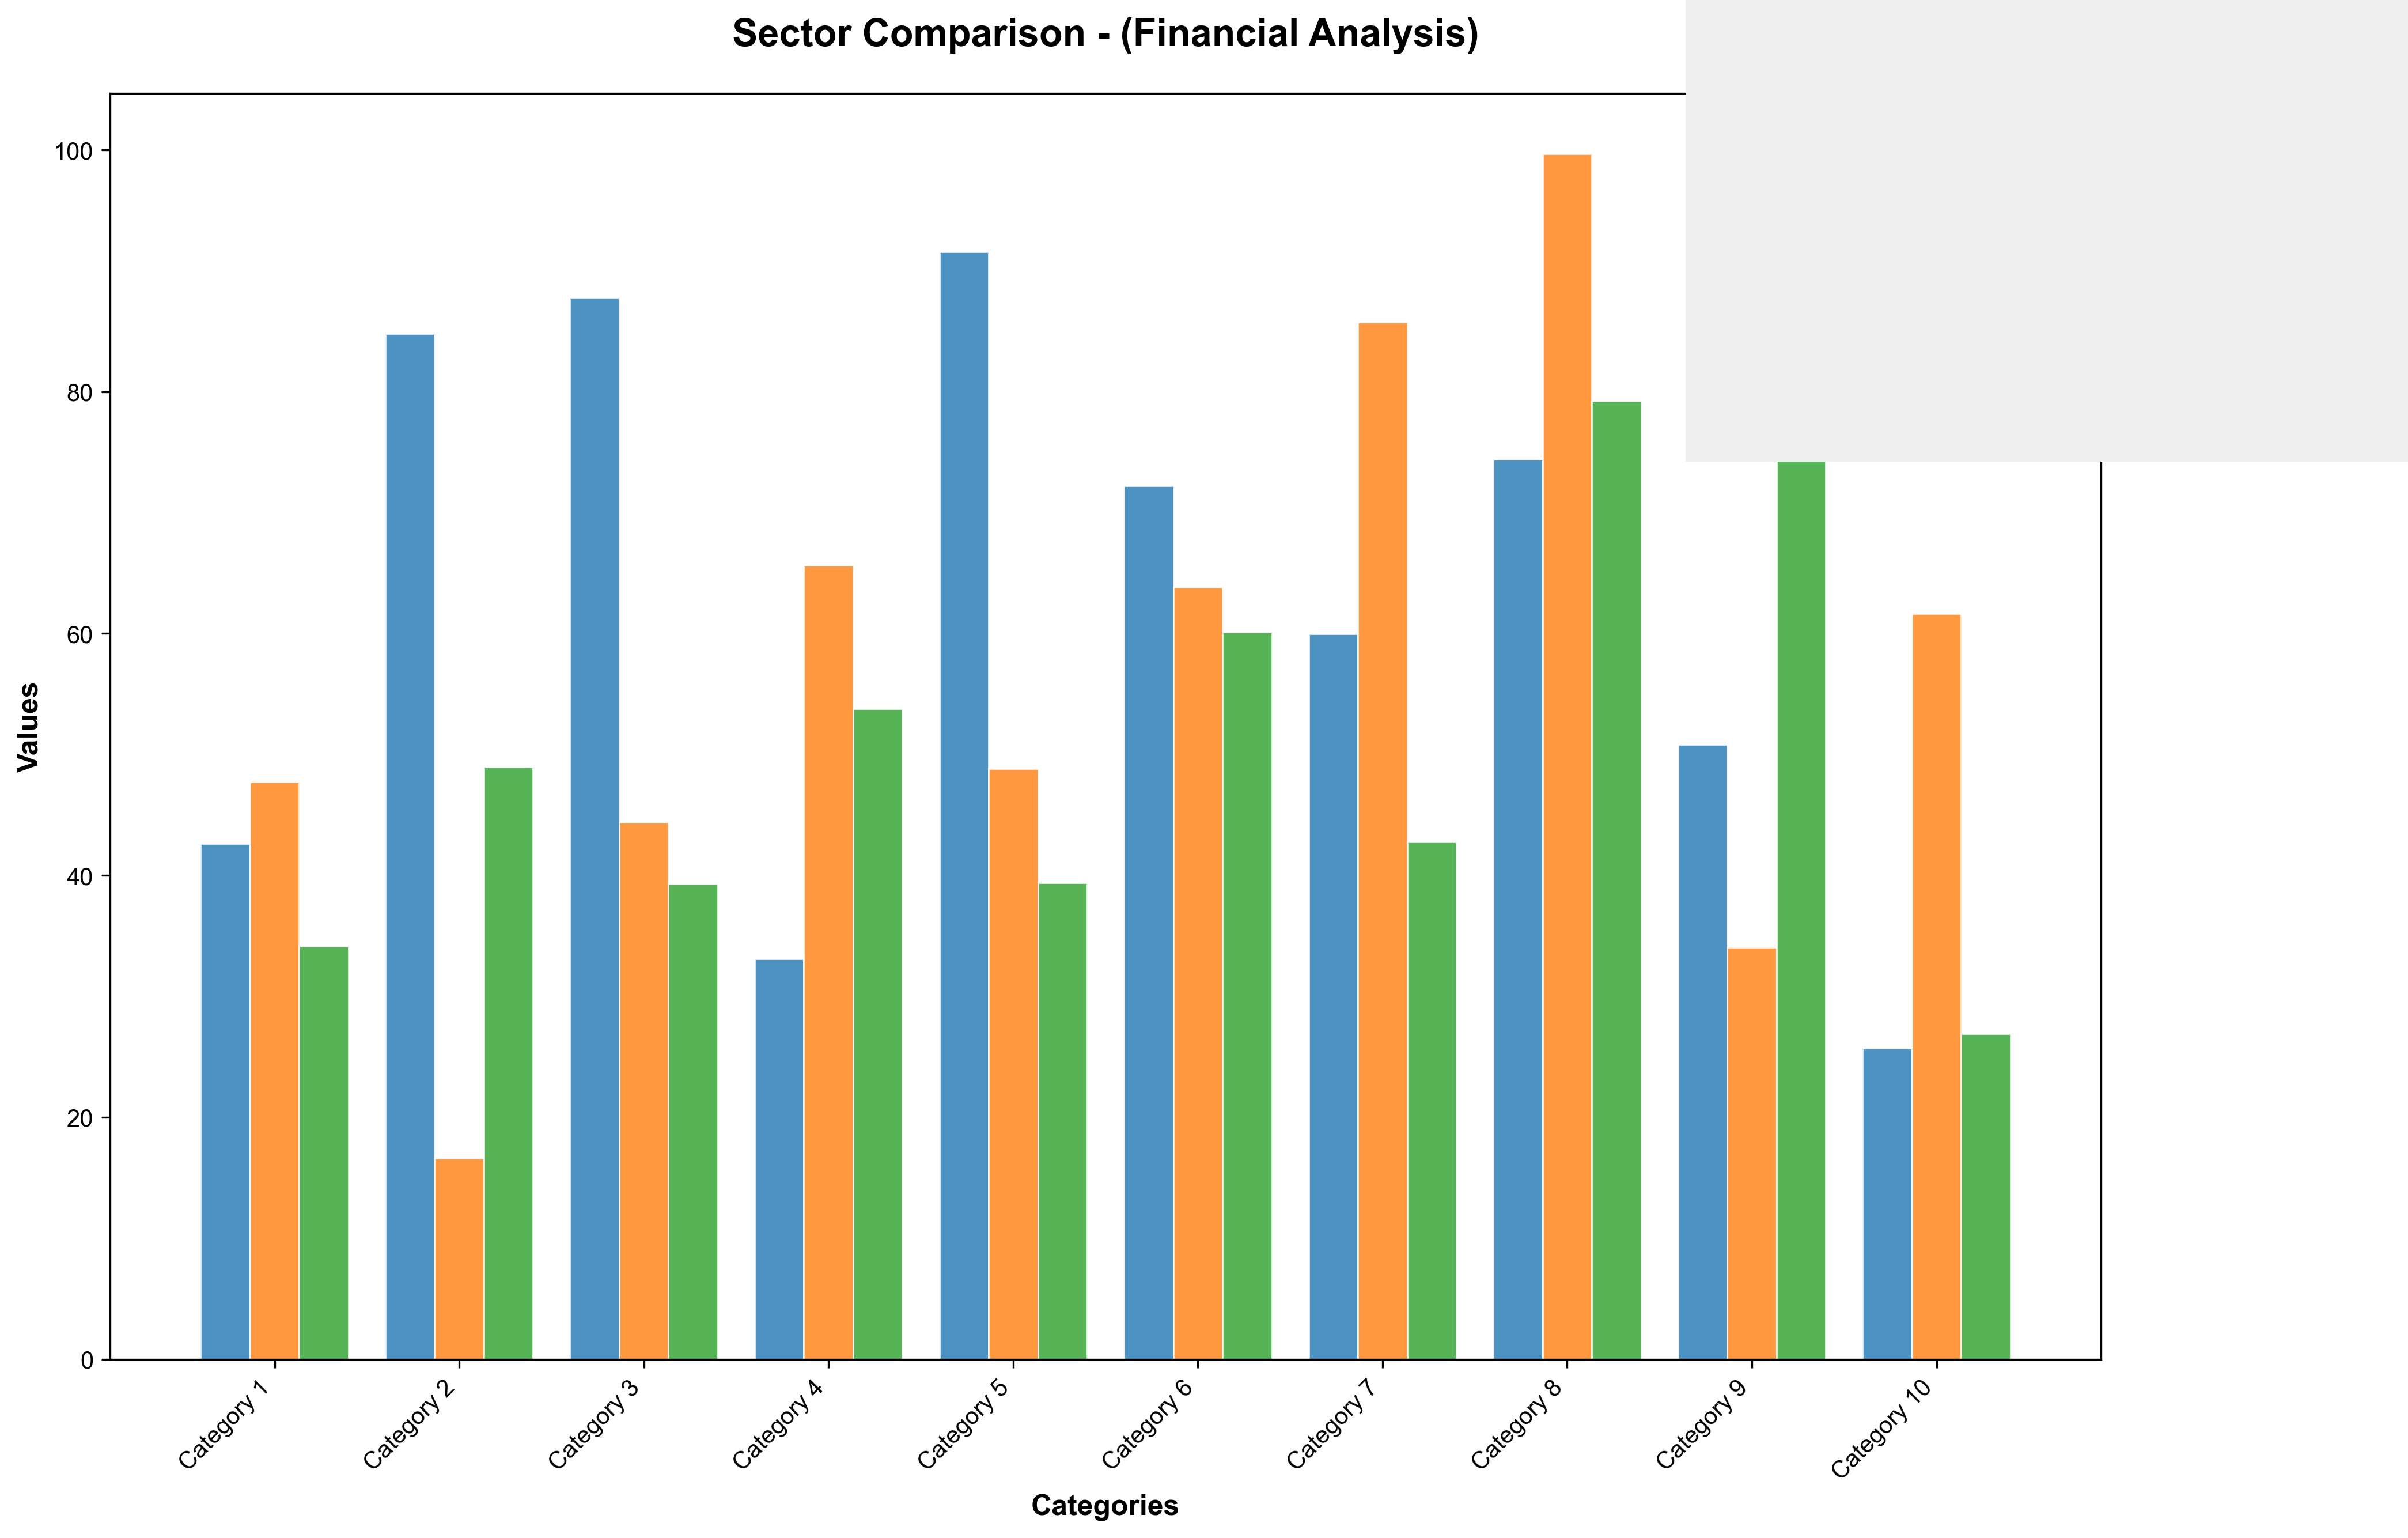 Sector Comparison - (Financial Analysis)
100
80
60
40
20
0
Values
Category 1
Category 2
Category 3
Category 4
Category 5
Category 6
Category 7
Category 8
Category 9
Category 10
Categories